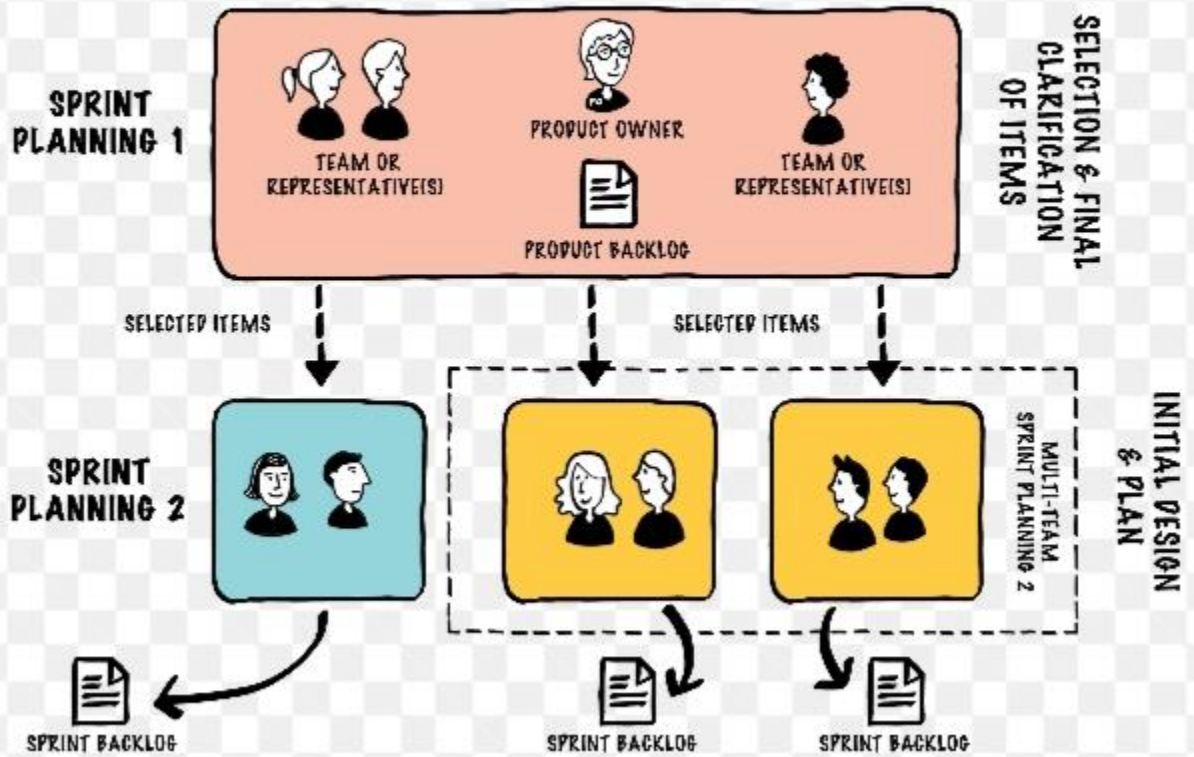 SPRINT
PLANNING 1
TEAM OR
REPRESENTATIVE(S)
PRODUCT OWNER
PRODUCT BACKLOG
TEAM OR
REPRESENTATIVE(S)
SELECTION & FINAL
CLARIFICATION
OF ITEMS
SELECTED ITEMS
SELECTED ITEMS
SPRINT
PLANNING 2
MULTI-TEAM
SPRINT PLANNING 2
INITIAL DESIGN
& PLAN
SPRINT BACKLOG
SPRINT BACKLOG
SPRINT BACKLOG